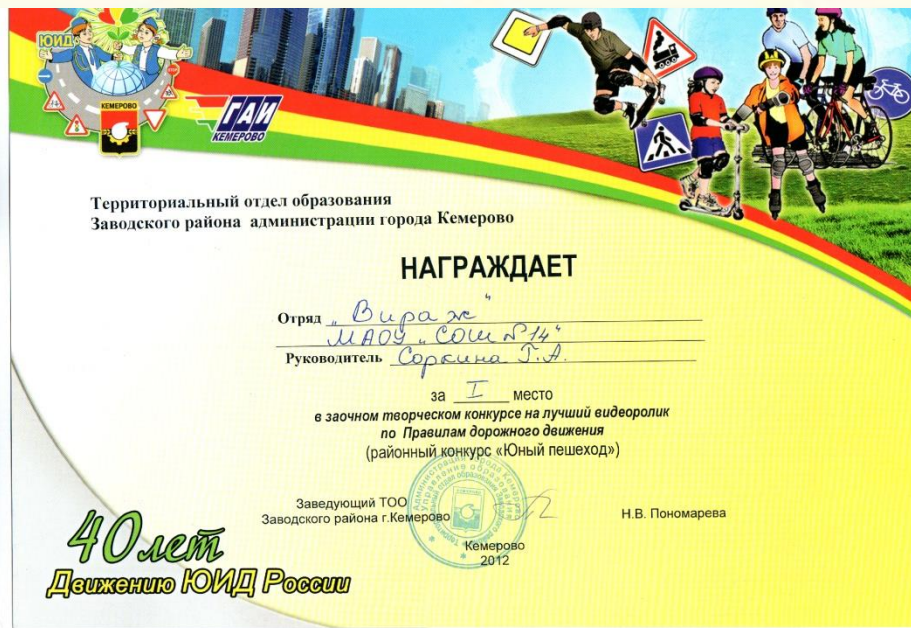 ЮИД
КЕМЕРОВО
ГАИ
КЕМЕРОВО
Территориальный отдел образования
Заводского района администрации города Кемерово
НАГРАЖДАЕТ
Отряд „Вираж"
МАОУ „СОШ №14"
Руководитель Соркина Г.А.
за I место
в заочном творческом конкурсе на лучший видеоролик
по Правилам дорожного движения
(районный конкурс «Юный пешеход»)
Заведующий ТОО
Заводского района г.Кемерово
Н.В. Пономарева
Кемерово
2012
40 лет
Движению ЮИД России